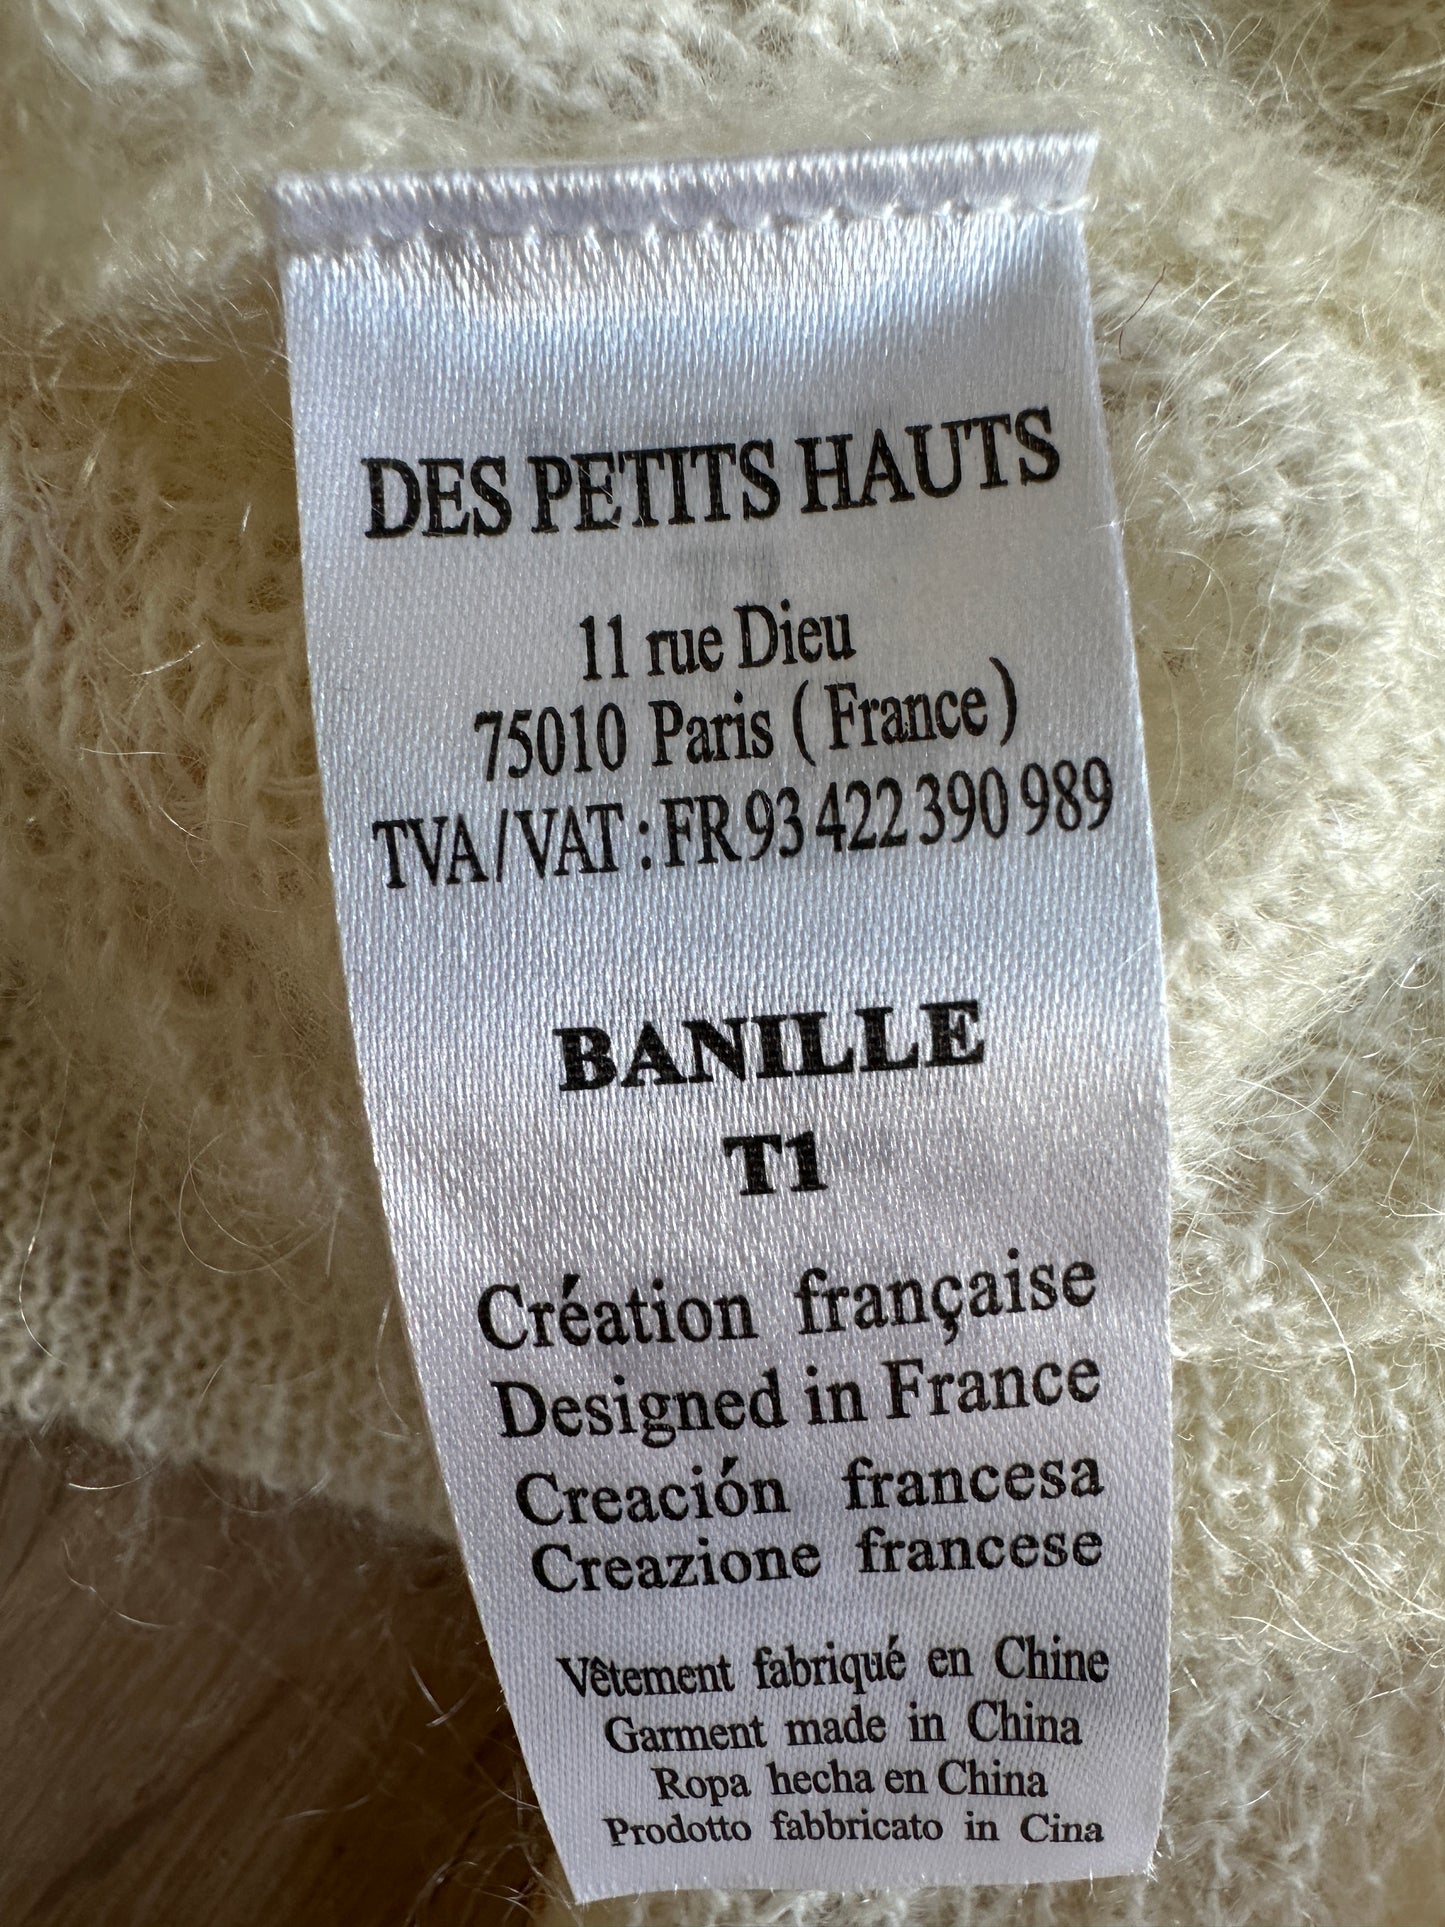 DES PETITS HAUTS
11 rue Dieu
75010 Paris ( France )
TVA / VAT : FR 93 422 390 989
BANILLE
T1
Création française
Designed in France
Creación francesa
Creazione francese
Vêtement fabriqué en Chine
Garment made in China
Ropa hecha en China
Prodotto fabbricato in Cina